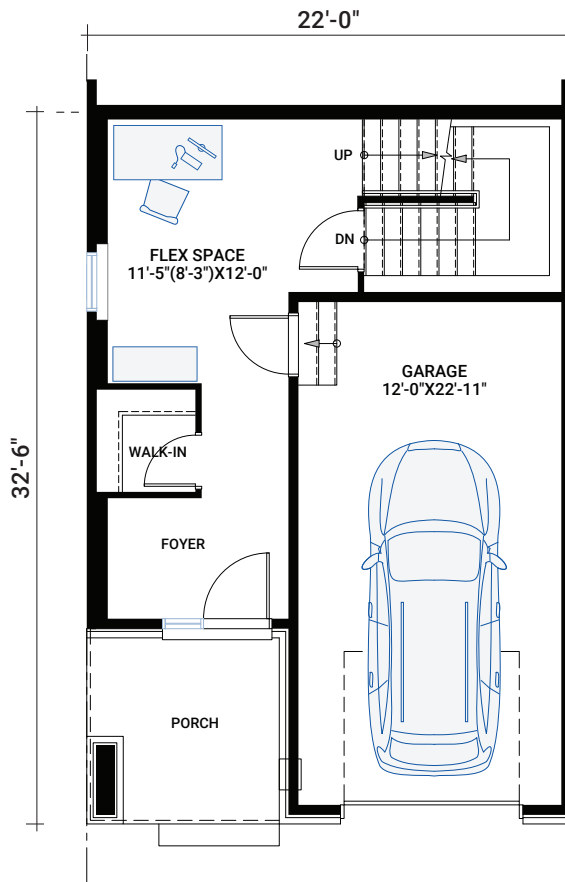 22'-0"
UP
DN
FLEX SPACE
11'-5"(8'-3")X12'-0"
GARAGE
12'-0"X22'-11"
32'-6"
WALK-IN
FOYER
PORCH